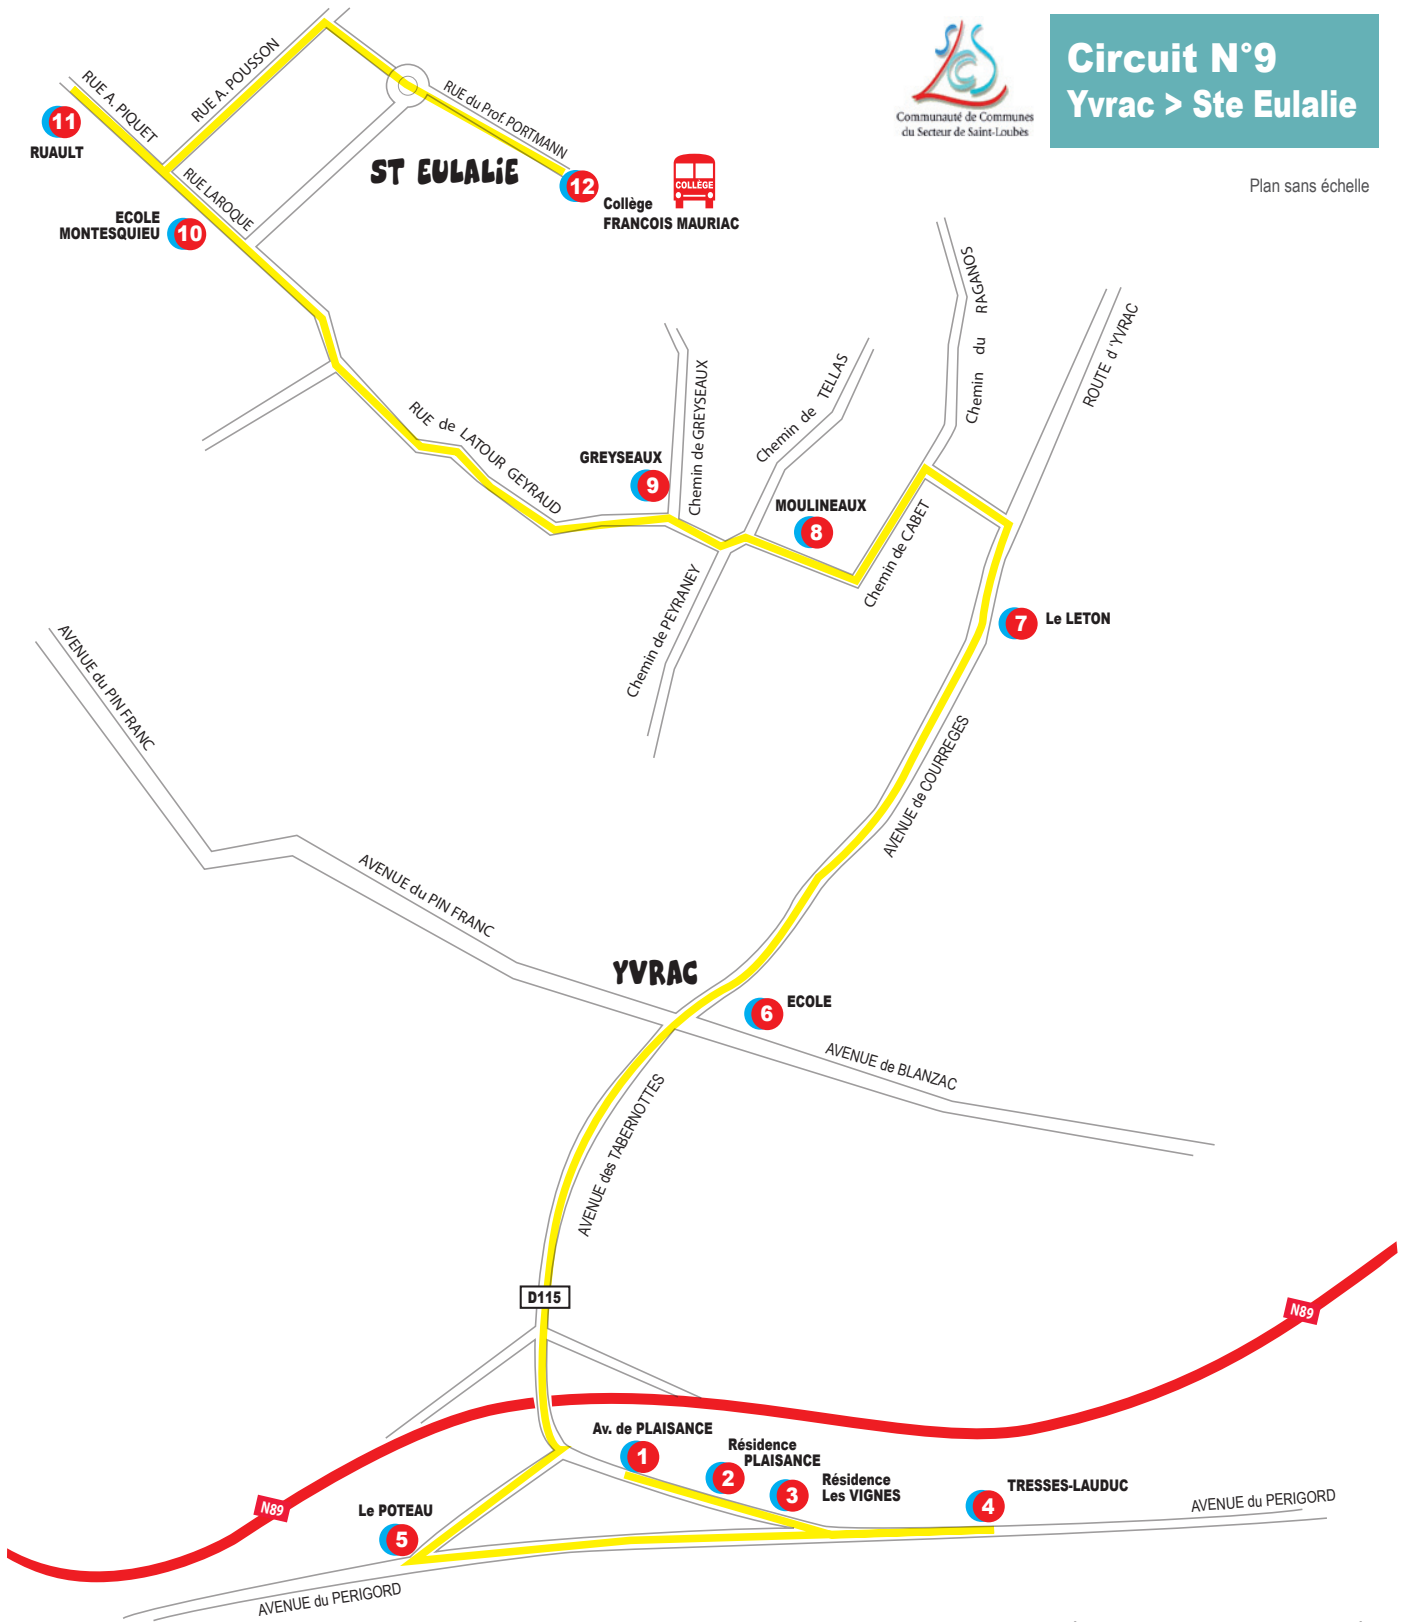 Circuit N°9
Yvrac > Ste Eulalie
Communauté de Communes
du Secteur de Saint-Loubès
Plan sans échelle
RUE A. POUSSON
RUE A. PIQUET
RUE du Prof. PORTMANN
11
RUAULT
ST EULALIE
12
COLLÈGE
Collège
FRANCOIS MAURIAC
RUE LAROQUE
ECOLE
MONTESQUIEU
10
Chemin du RAGANOS
ROUTE d 'YVRAC
Chemin de GREYSEAUX
Chemin de TELLAS
RUE de LATOUR GEYRAUD
GREYSEAUX
9
MOULINEAUX
8
Chemin de CABET
Chemin de PEYRANEY
7
Le LETON
AVENUE du PIN FRANC
AVENUE de COURREGES
AVENUE du PIN FRANC
YVRAC
6
ECOLE
AVENUE de BLANZAC
AVENUE des TABERNOTTES
D115
N89
Av. de PLAISANCE
1
Résidence
PLAISANCE
2
Résidence
Les VIGNES
3
TRESSES-LAUDUC
4
AVENUE du PERIGORD
N89
Le POTEAU
5
AVENUE du PERIGORD